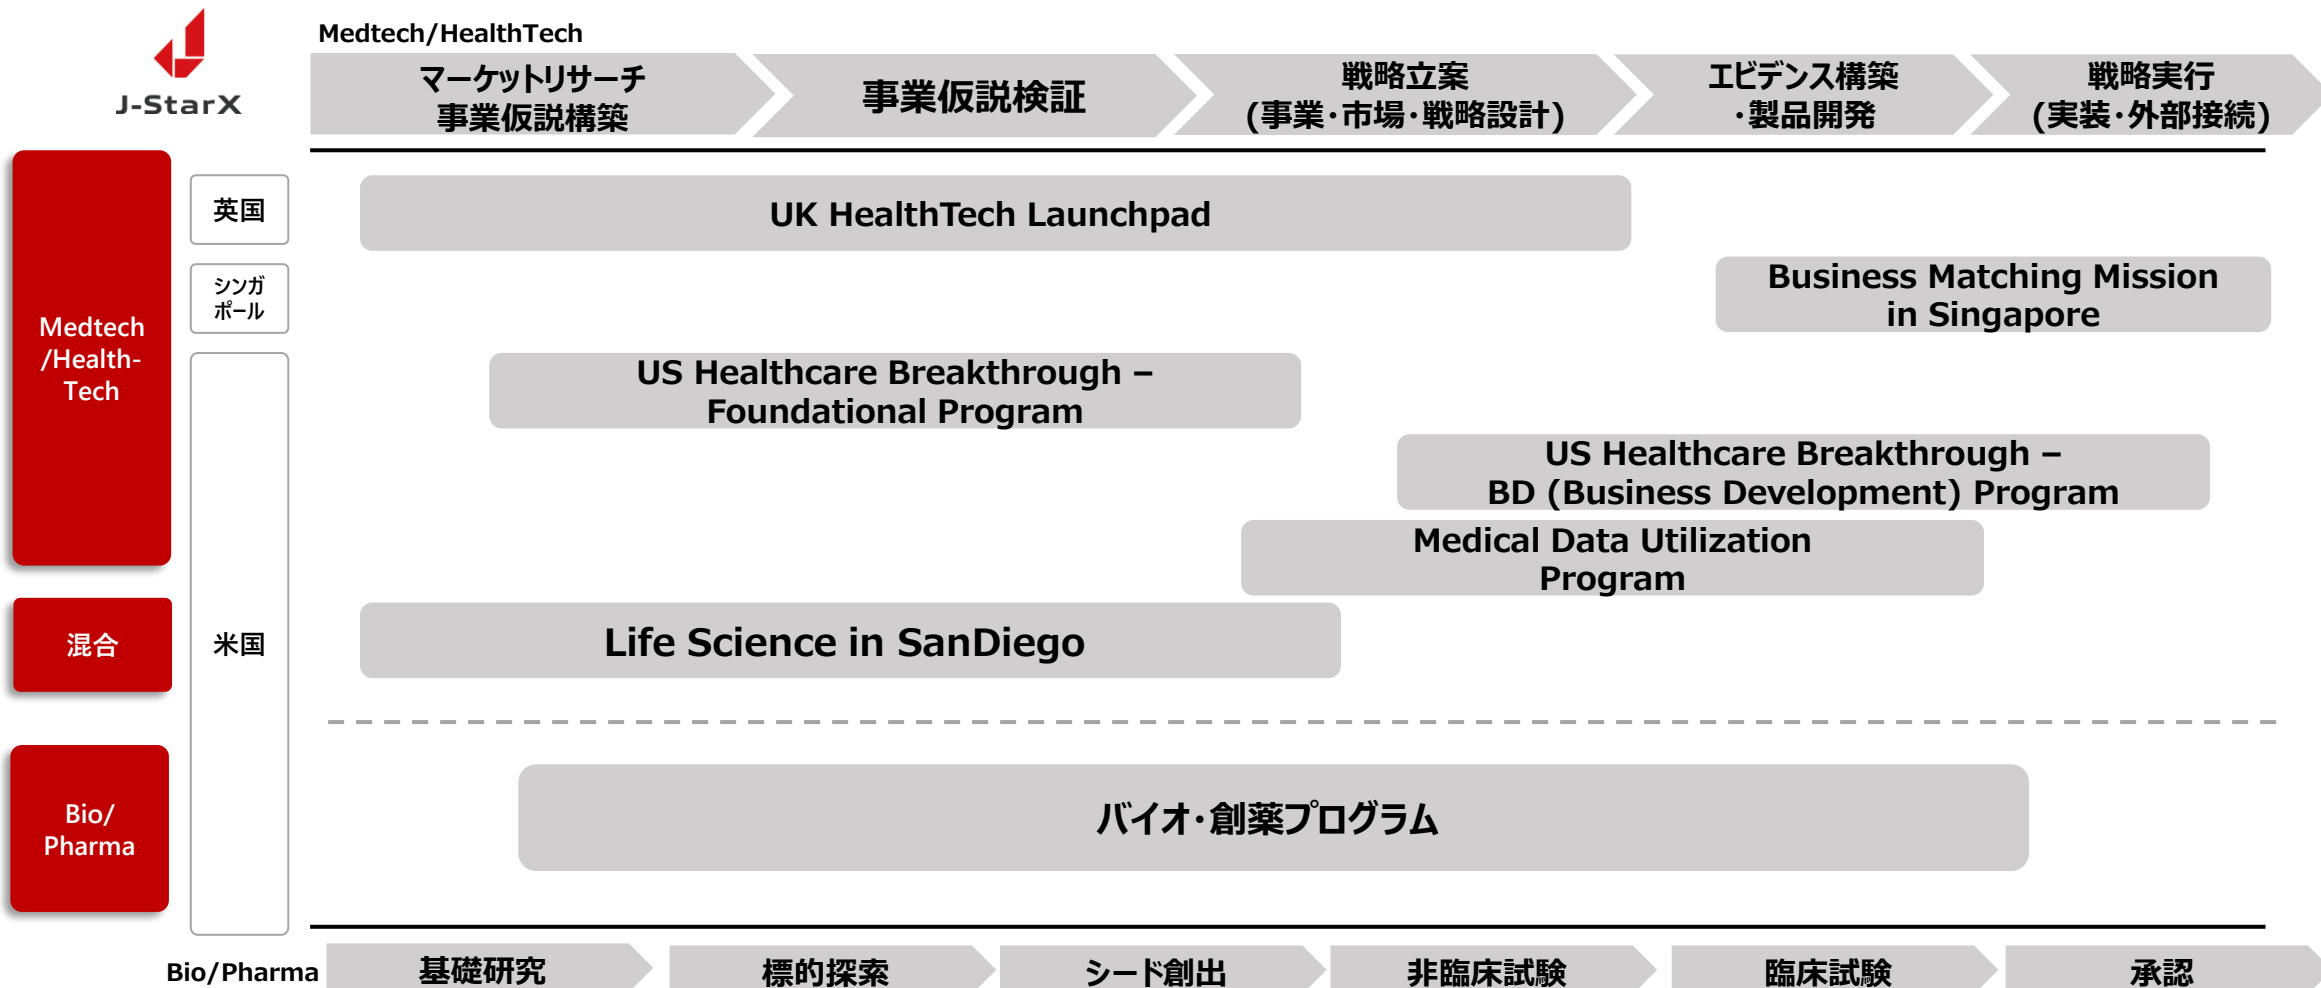 J-StarX
Medtech/HealthTech
マーケットリサーチ
事業仮説構築
事業仮説検証
戦略立案
(事業・市場・戦略設計)
エビデンス構築
・製品開発
戦略実行
(実装・外部接続)
Medtech
/Health-
Tech
英国
UK HealthTech Launchpad
シンガ
ポール
Business Matching Mission
in Singapore
米国
US Healthcare Breakthrough –
Foundational Program
US Healthcare Breakthrough –
BD (Business Development) Program
Medical Data Utilization
Program
混合
Life Science in SanDiego
Bio/
Pharma
バイオ・創薬プログラム
Bio/Pharma
基礎研究
標的探索
シード創出
非臨床試験
臨床試験
承認